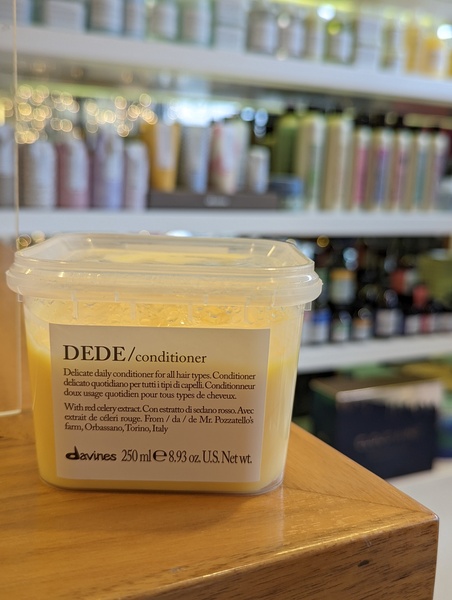 DEDE/conditioner
Delicate daily conditioner for all hair types. Conditioner
delicato quotidiano per tutti i tipi di capelli. Conditionneur
doux usage quotidien pour tous types de cheveux.
With red celery extract. Con estratto di sedano rosso. Avec
extrait de céleri rouge. From / da / de Mr. Pozzatello's
farm, Orbassano, Torino, Italy
davines 250 ml ℮ 8.93 oz. U.S. Net wt.